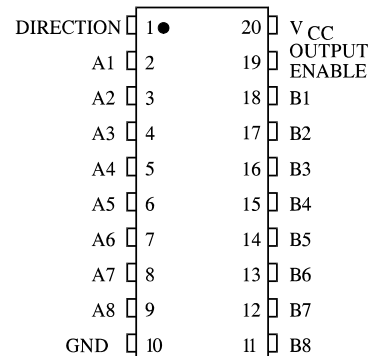 DIRECTION 1 20 V CC
A1 2 19 OUTPUT ENABLE
A2 3 18 B1
A3 4 17 B2
A4 5 16 B3
A5 6 15 B4
A6 7 14 B5
A7 8 13 B6
A8 9 12 B7
GND 10 11 B8